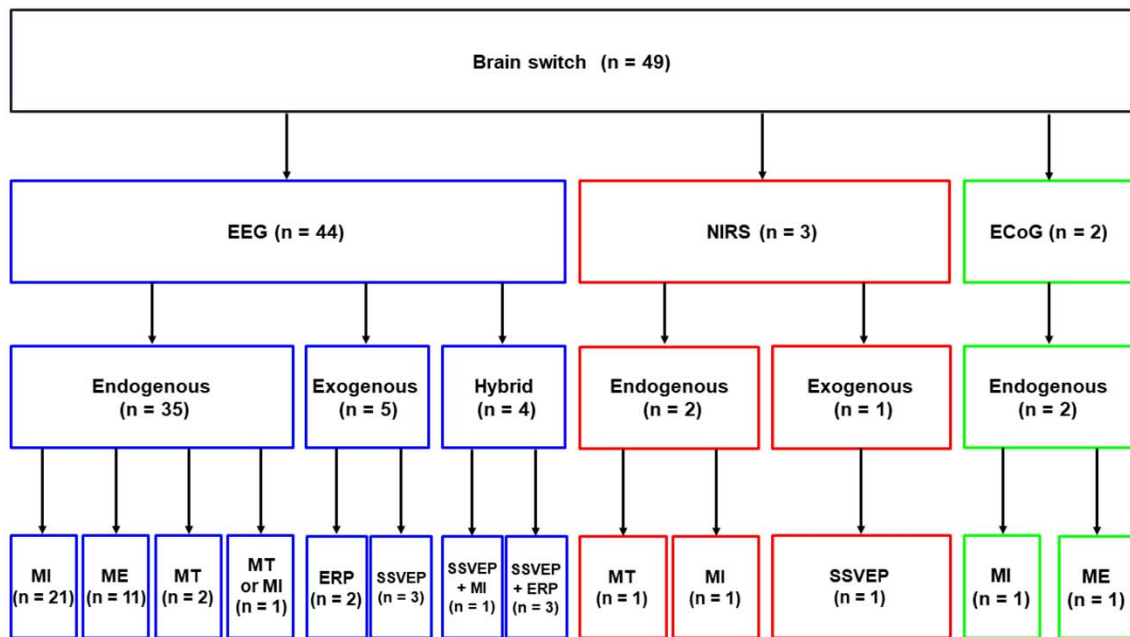 Brain switch (n = 49)
EEG (n = 44)
NIRS (n = 3)
ECoG (n = 2)
Endogenous
(n = 35)
Exogenous
(n = 5)
Hybrid
(n = 4)
Endogenous
(n = 2)
Exogenous
(n = 1)
Endogenous
(n = 2)
MI
(n = 21)
ME
(n = 11)
MT
(n = 2)
MT
or MI
(n = 1)
ERP
(n = 2)
SSVEP
(n = 3)
SSVEP
+ MI
(n = 1)
SSVEP
+ ERP
(n = 3)
MT
(n = 1)
MI
(n = 1)
SSVEP
(n = 1)
MI
(n = 1)
ME
(n = 1)